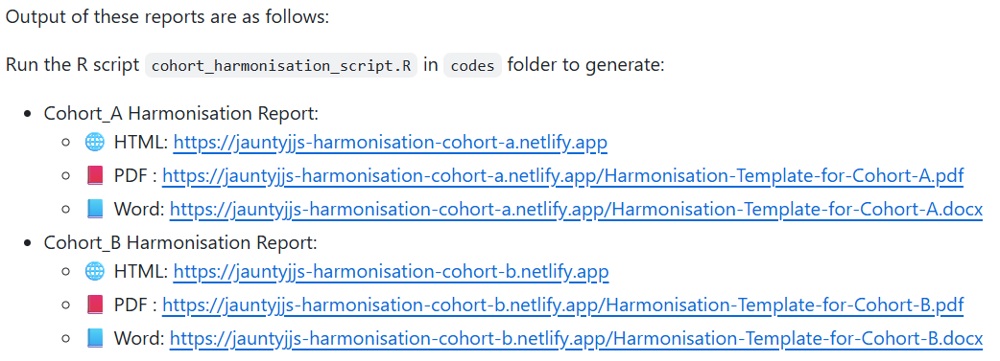 Output of these reports are as follows:
Run the R script cohort_harmonisation_script.R in codes folder to generate:
• Cohort_A Harmonisation Report:
◦ 🌐 HTML: https://jauntyjjs-harmonisation-cohort-a.netlify.app
◦ 📕 PDF : https://jauntyjjs-harmonisation-cohort-a.netlify.app/Harmonisation-Template-for-Cohort-A.pdf
◦ 📘 Word: https://jauntyjjs-harmonisation-cohort-a.netlify.app/Harmonisation-Template-for-Cohort-A.docx
• Cohort_B Harmonisation Report:
◦ 🌐 HTML: https://jauntyjjs-harmonisation-cohort-b.netlify.app
◦ 📕 PDF : https://jauntyjjs-harmonisation-cohort-b.netlify.app/Harmonisation-Template-for-Cohort-B.pdf
◦ 📘 Word: https://jauntyjjs-harmonisation-cohort-b.netlify.app/Harmonisation-Template-for-Cohort-B.docx